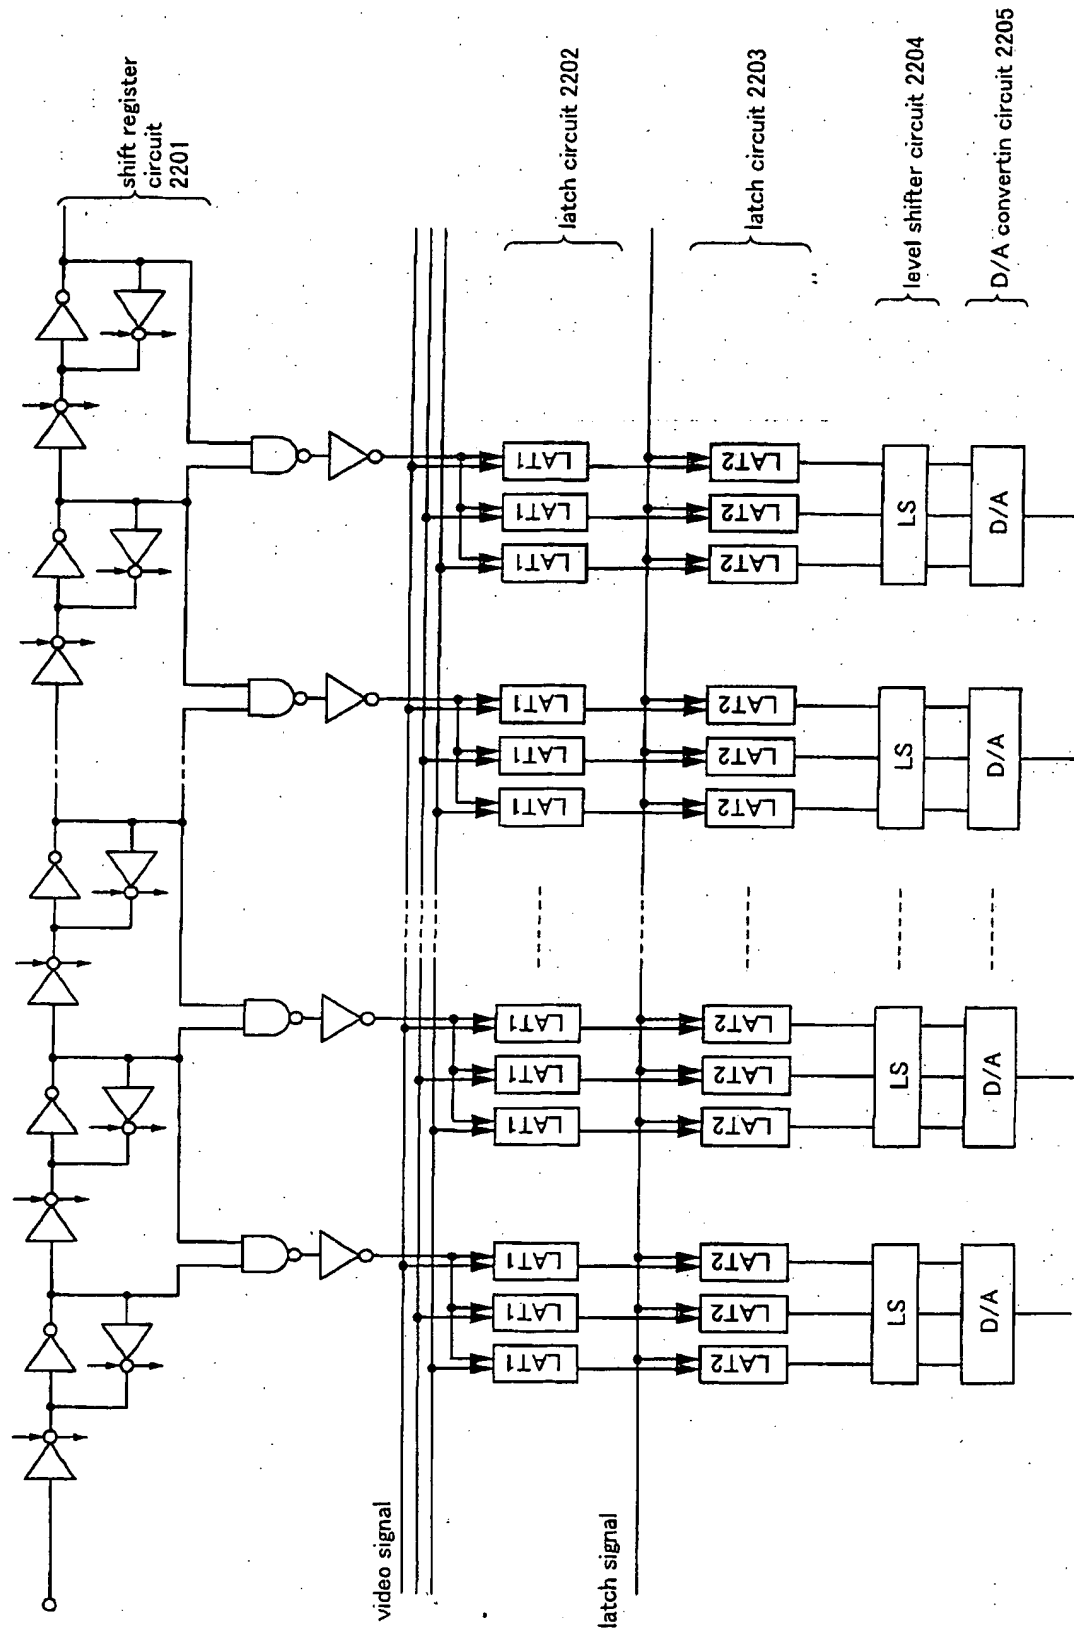 shift register
circuit
2201
latch circuit 2202
latch circuit 2203
level shifter circuit 2204
D/A convertin circuit 2205
video signal
latch signal
LAT1
LAT1
LAT1
LAT1
LAT1
LAT1
LAT1
LAT1
LAT1
LAT1
LAT1
LAT1
LAT2
LAT2
LAT2
LAT2
LAT2
LAT2
LAT2
LAT2
LAT2
LAT2
LAT2
LAT2
LS
LS
LS
LS
D/A
D/A
D/A
D/A